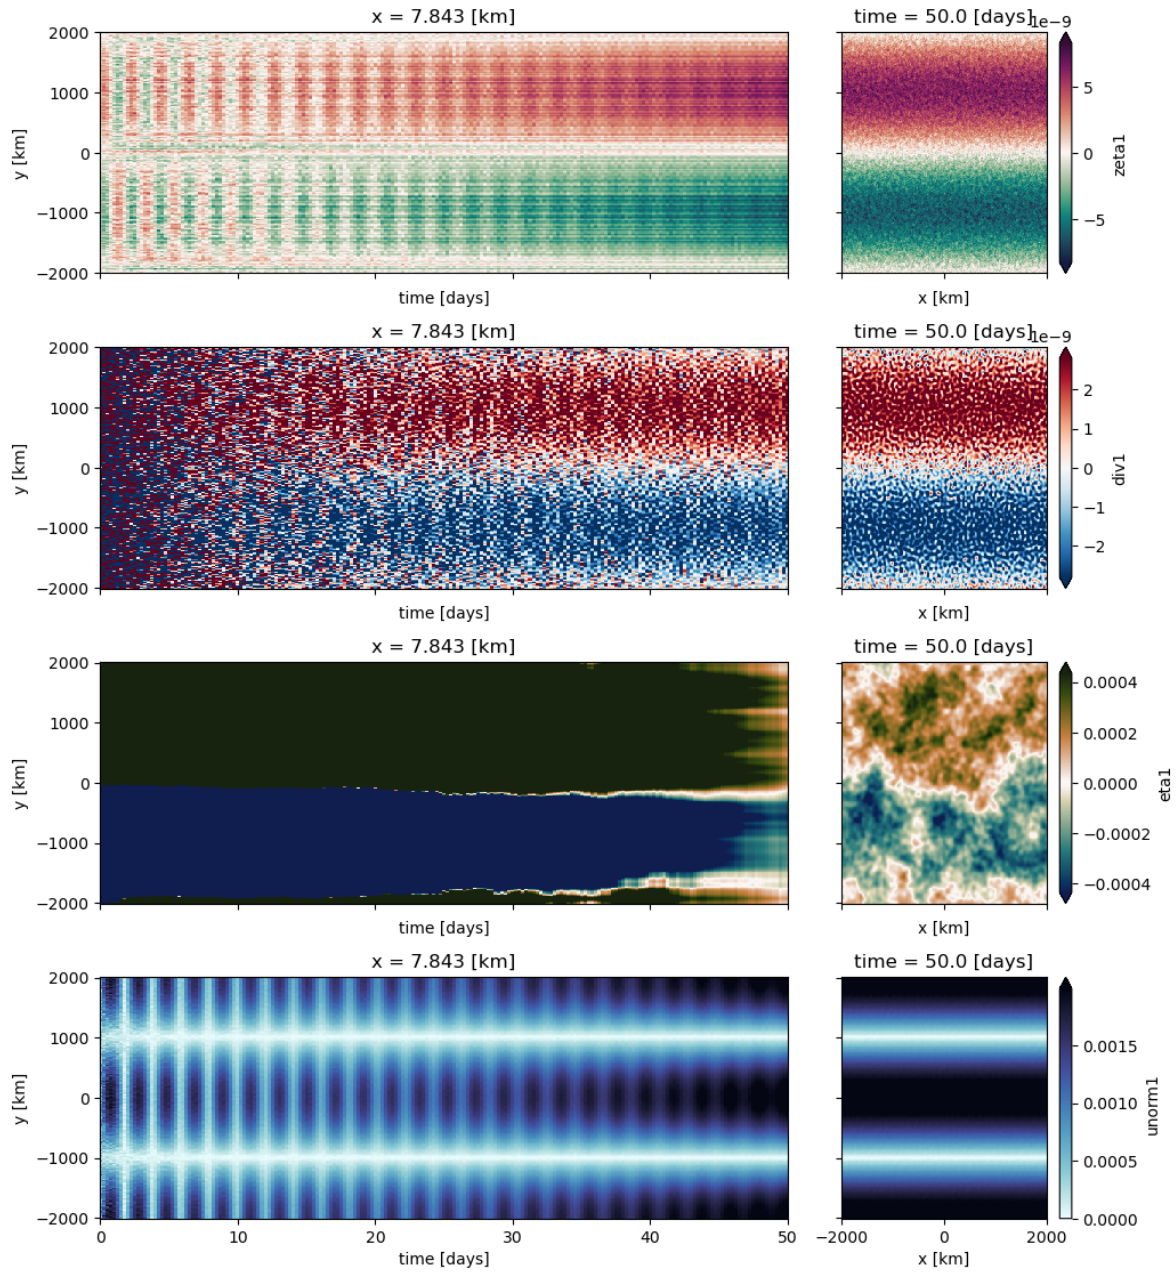 x = 7.843 [km]
time = 50.0 [days]
1e−9
2000
1000
0
−1000
−2000
y [km]
time [days]
x [km]
5
0
−5
zeta1
x = 7.843 [km]
time = 50.0 [days]
1e−9
2000
1000
0
−1000
−2000
y [km]
time [days]
x [km]
2
1
0
−1
−2
div1
x = 7.843 [km]
time = 50.0 [days]
2000
1000
0
−1000
−2000
y [km]
time [days]
x [km]
0.0004
0.0002
0.0000
−0.0002
−0.0004
eta1
x = 7.843 [km]
time = 50.0 [days]
2000
1000
0
−1000
−2000
y [km]
0 10 20 30 40 50
time [days]
−2000 0 2000
x [km]
0.0015
0.0010
0.0005
0.0000
unorm1